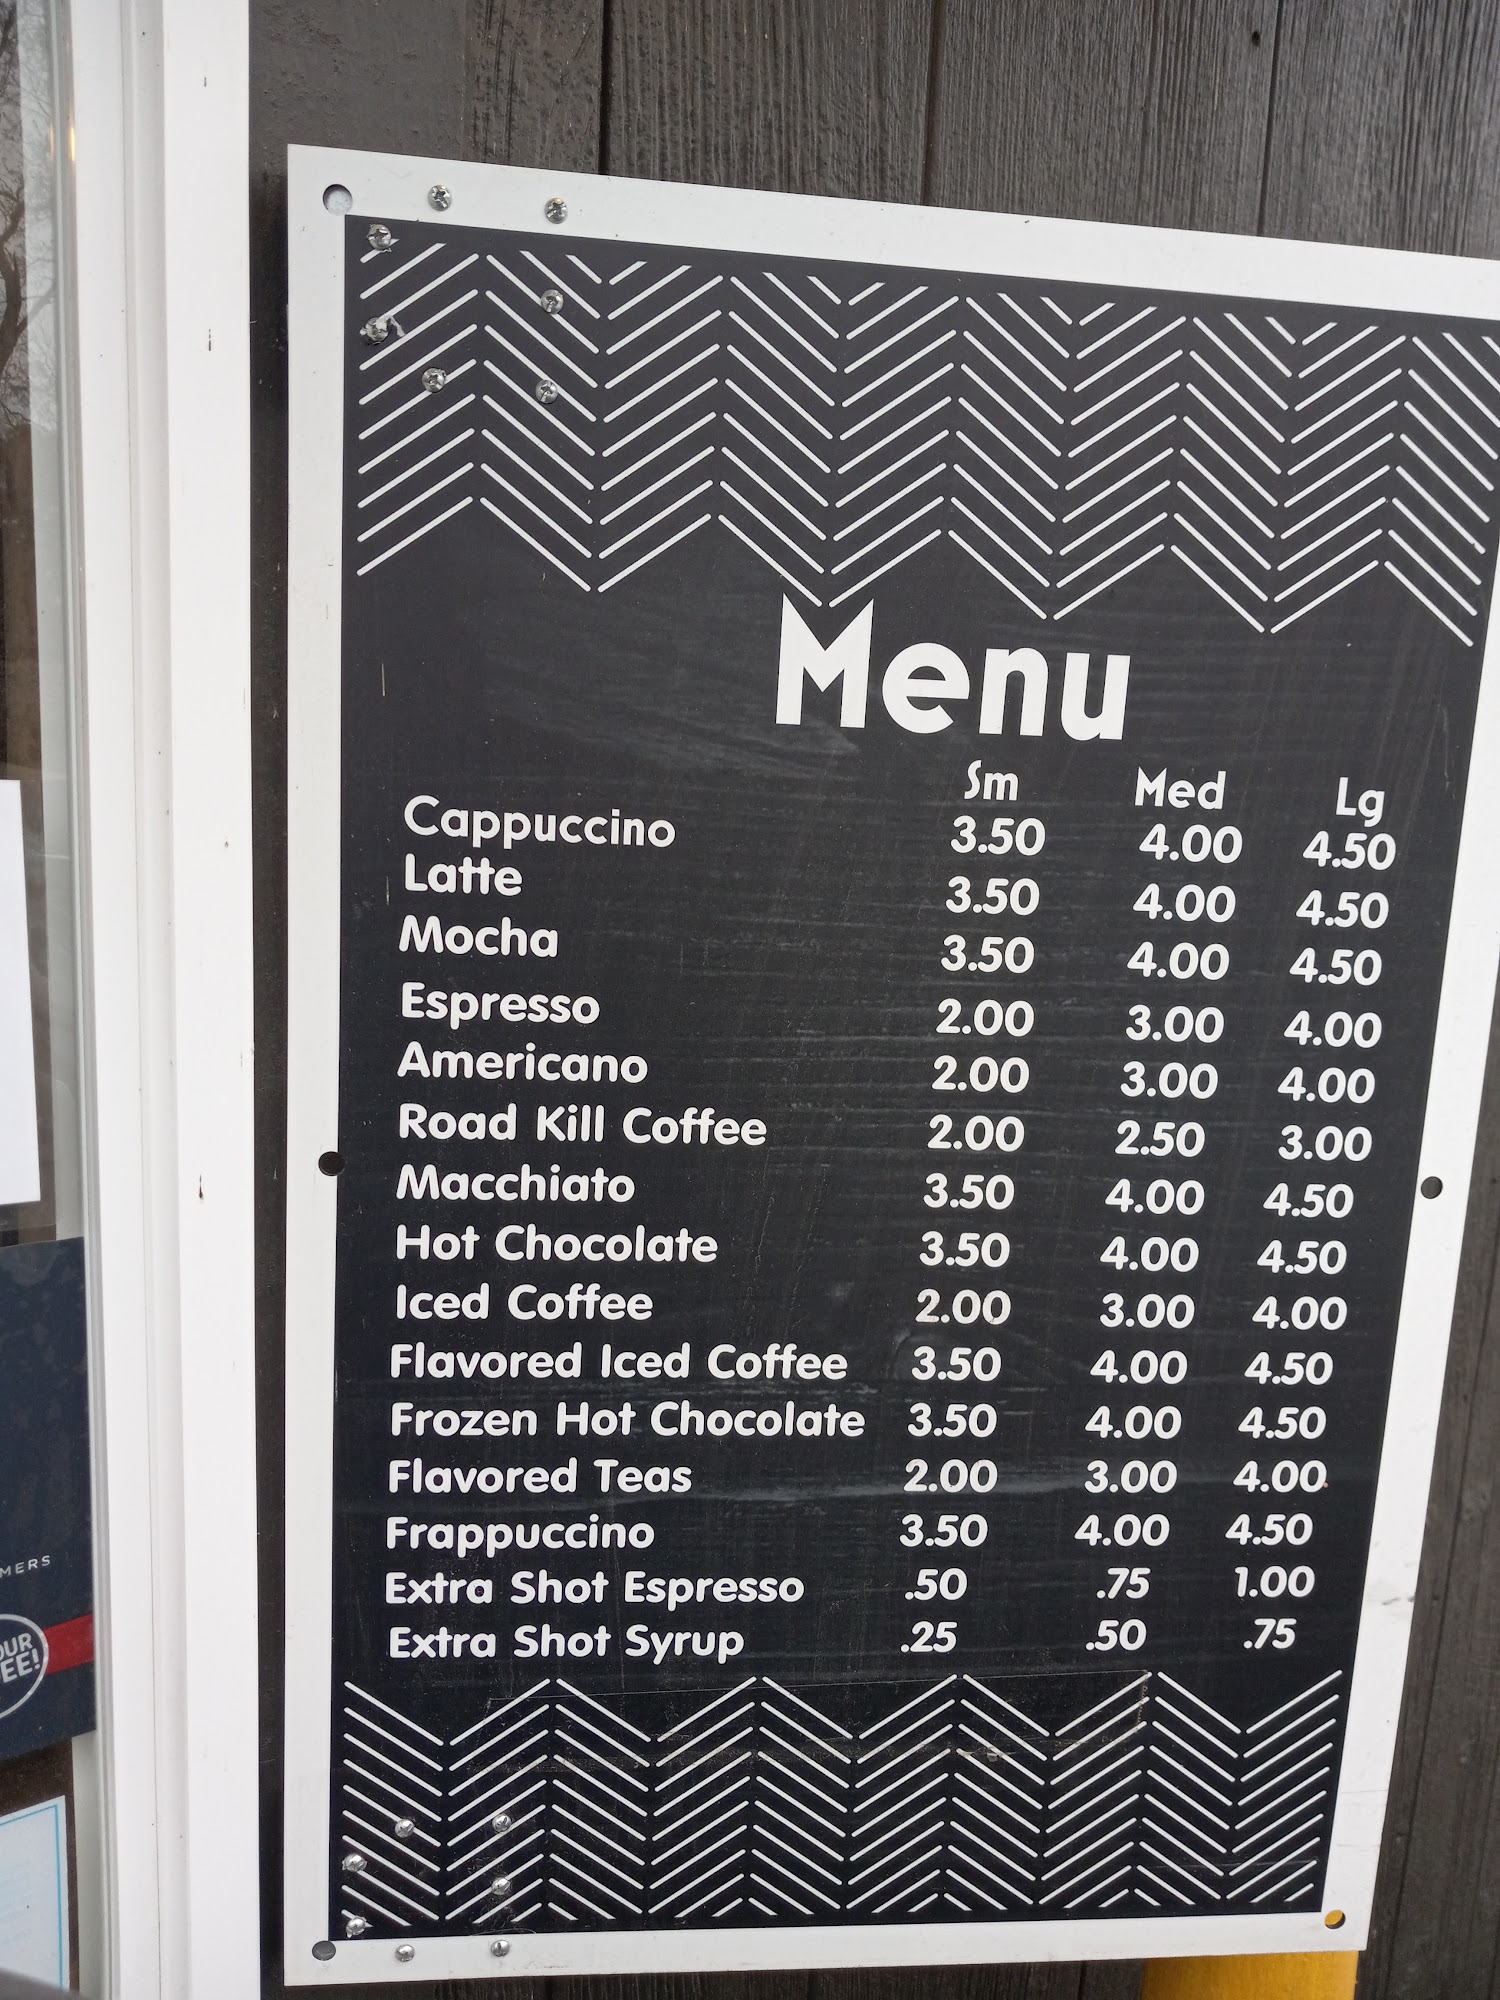 Menu
Sm Med Lg
Cappuccino 3.50 4.00 4.50
Latte 3.50 4.00 4.50
Mocha 3.50 4.00 4.50
Espresso 2.00 3.00 4.00
Americano 2.00 3.00 4.00
Road Kill Coffee 2.00 2.50 3.00
Macchiato 3.50 4.00 4.50
Hot Chocolate 3.50 4.00 4.50
Iced Coffee 2.00 3.00 4.00
Flavored Iced Coffee 3.50 4.00 4.50
Frozen Hot Chocolate 3.50 4.00 4.50
Flavored Teas 2.00 3.00 4.00
Frappuccino 3.50 4.00 4.50
Extra Shot Espresso .50 .75 1.00
Extra Shot Syrup .25 .50 .75